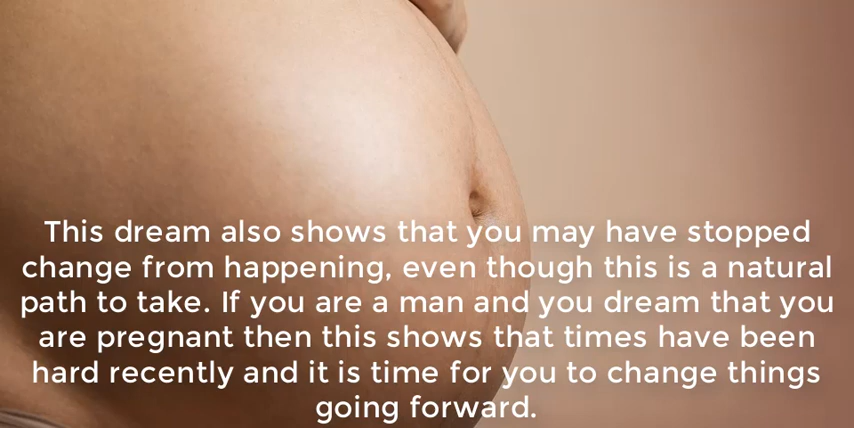 This dream also shows that you may have stopped
change from happening, even though this is a natural
path to take. If you are a man and you dream that you
are pregnant then this shows that times have been
hard recently and it is time for you to change things
going forward.